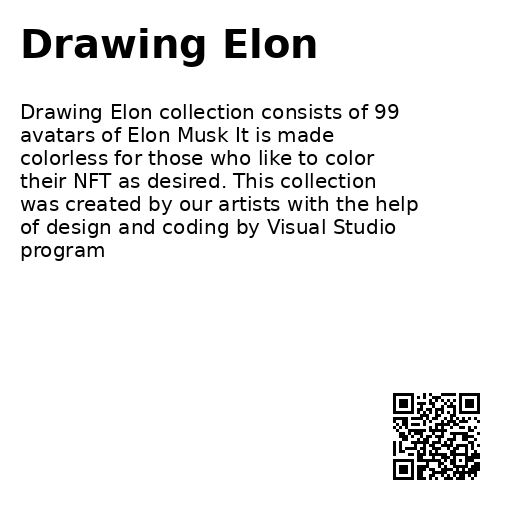 Drawing Elon
Drawing Elon collection consists of 99
avatars of Elon Musk It is made
colorless for those who like to color
their NFT as desired. This collection
was created by our artists with the help
of design and coding by Visual Studio
program